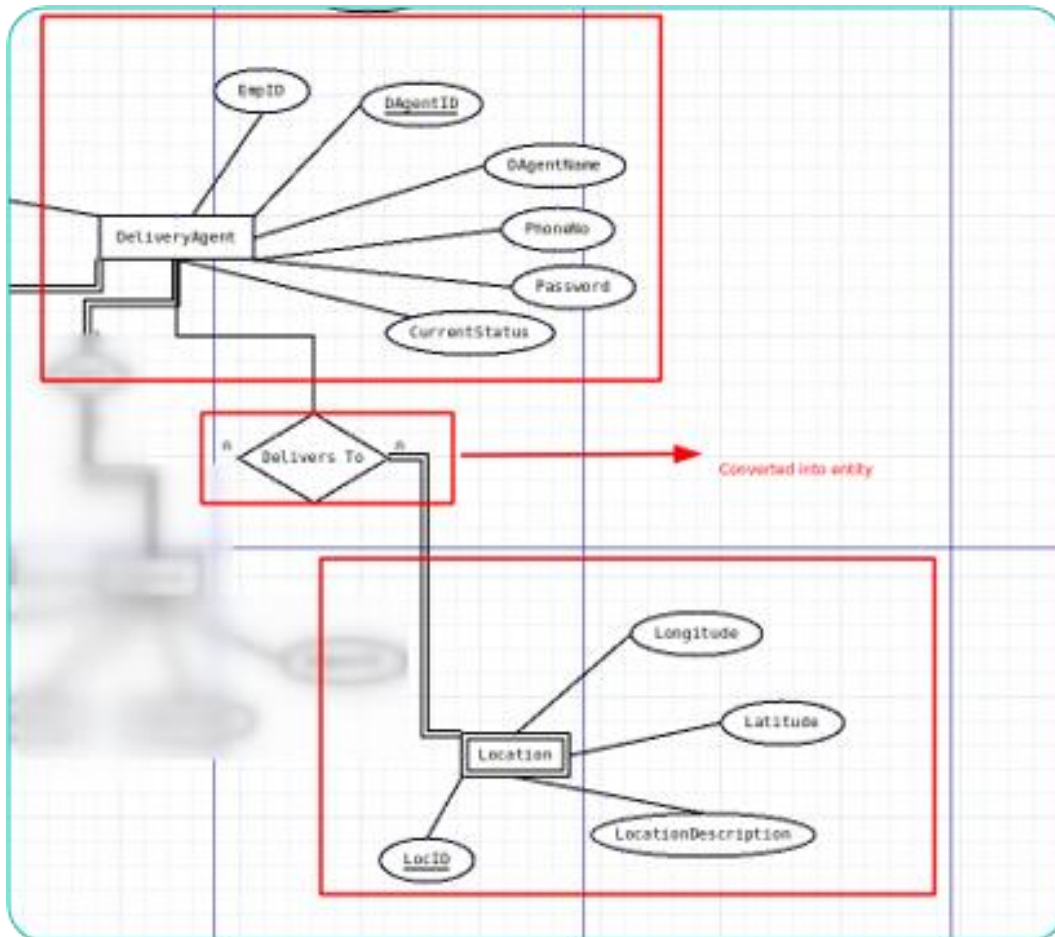 EmpID
DAgentID
DAgentName
PhoneNo
DeliveryAgent
Password
CurrentStatus
n
n
Delivers To
Converted into entity
Longitude
Latitude
Location
LocationDescription
LocID